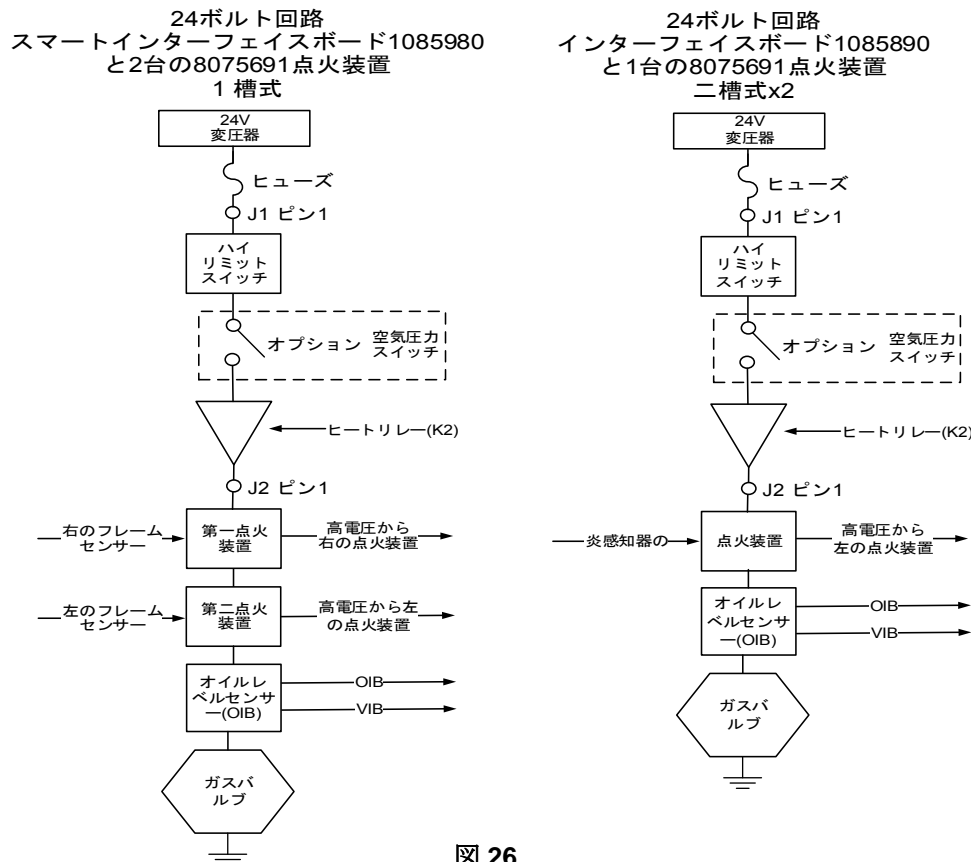 24ボルト回路
スマートインターフェイスボード1085980
と2台の8075691点火装置
1 槽式
24V
変圧器
ヒューズ
J1 ピン1
ハイ
リミット
スイッチ
オプション
空気圧力
スイッチ
ヒートリレー(K2)
J2 ピン1
右のフレーム
センサー
第一点火
装置
高電圧から
右の点火装置
左のフレーム
センサー
第二点火
装置
高電圧から左
の点火装置
オイルレ
ベルセンサ
ー(OIB)
OIB
VIB
ガスバ
ルブ
24ボルト回路
インターフェイスボード1085890
と1台の8075691点火装置
二槽式x2
24V
変圧器
ヒューズ
J1 ピン1
ハイ
リミット
スイッチ
オプション
空気圧力
スイッチ
ヒートリレー(K2)
J2 ピン1
炎感知器の
点火装置
高電圧から
左の点火装置
オイルレ
ベルセンサ
ー(OIB)
OIB
VIB
ガスバ
ルブ
図 26